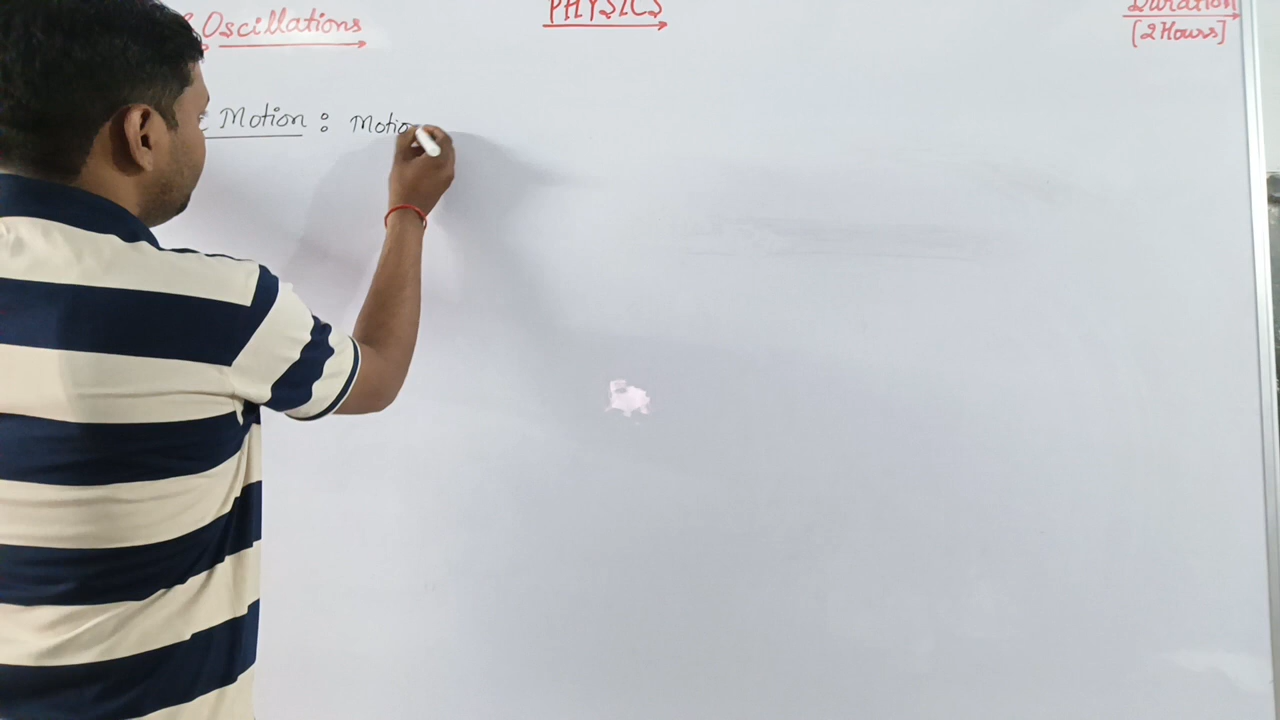 Oscillations
PHYSICS
Duration
[2 Hours]
Motion : Motio